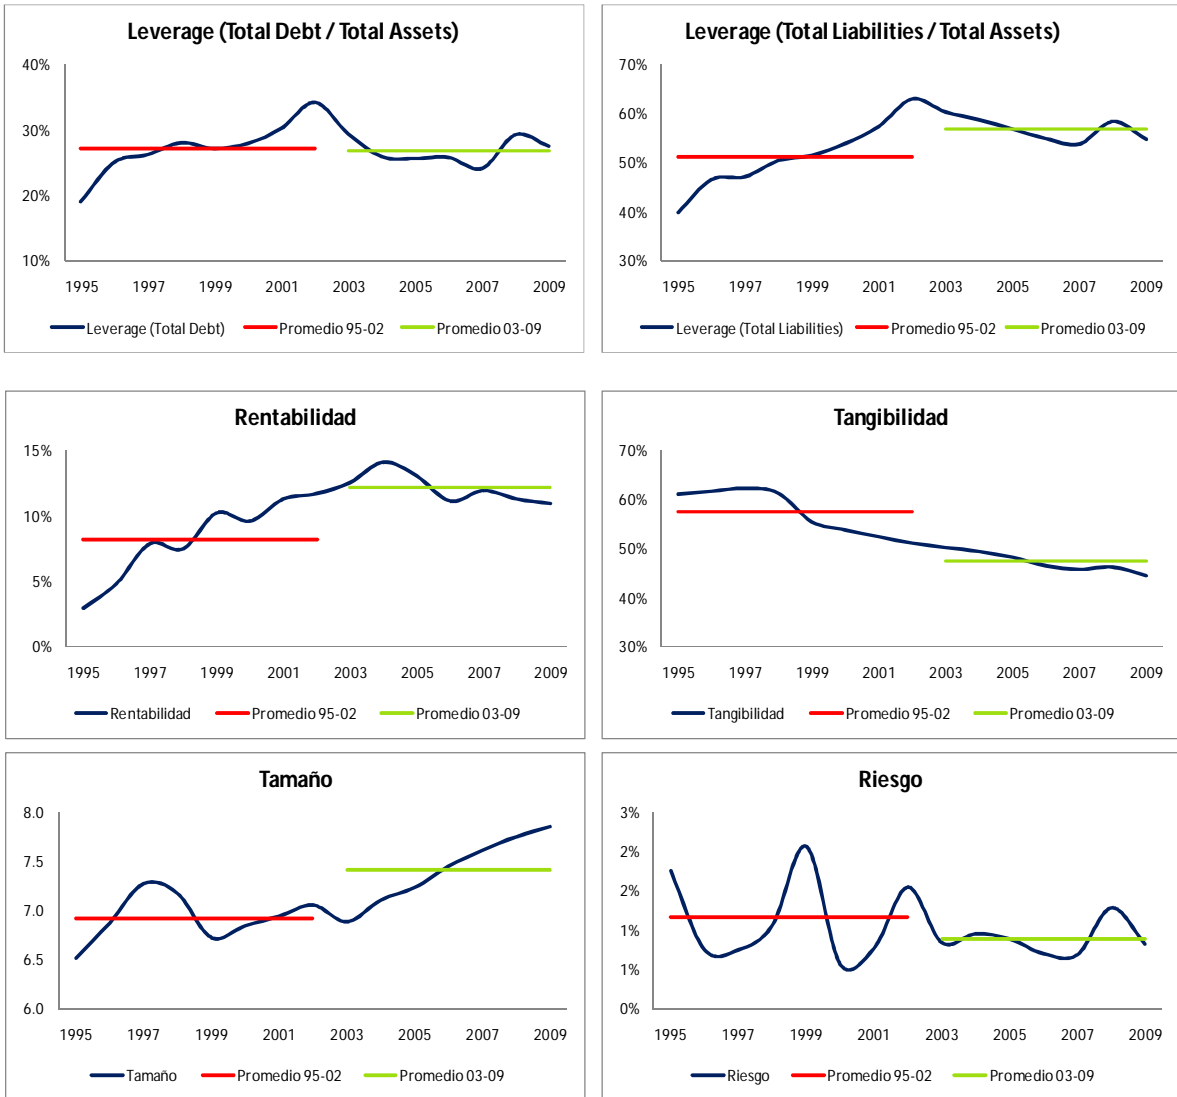 Leverage (Total Debt / Total Assets)
40%
30%
20%
10%
1995 1997 1999 2001 2003 2005 2007 2009
Leverage (Total Debt) Promedio 95-02 Promedio 03-09
Leverage (Total Liabilities / Total Assets)
70%
60%
50%
40%
30%
1995 1997 1999 2001 2003 2005 2007 2009
Leverage (Total Liabilities) Promedio 95-02 Promedio 03-09
Rentabilidad
15%
10%
5%
0%
1995 1997 1999 2001 2003 2005 2007 2009
Rentabilidad Promedio 95-02 Promedio 03-09
Tangibilidad
70%
60%
50%
40%
30%
1995 1997 1999 2001 2003 2005 2007 2009
Tangibilidad Promedio 95-02 Promedio 03-09
Tamaño
8.0
7.5
7.0
6.5
6.0
1995 1997 1999 2001 2003 2005 2007 2009
Tamaño Promedio 95-02 Promedio 03-09
Riesgo
3%
2%
2%
1%
1%
0%
1995 1997 1999 2001 2003 2005 2007 2009
Riesgo Promedio 95-02 Promedio 03-09